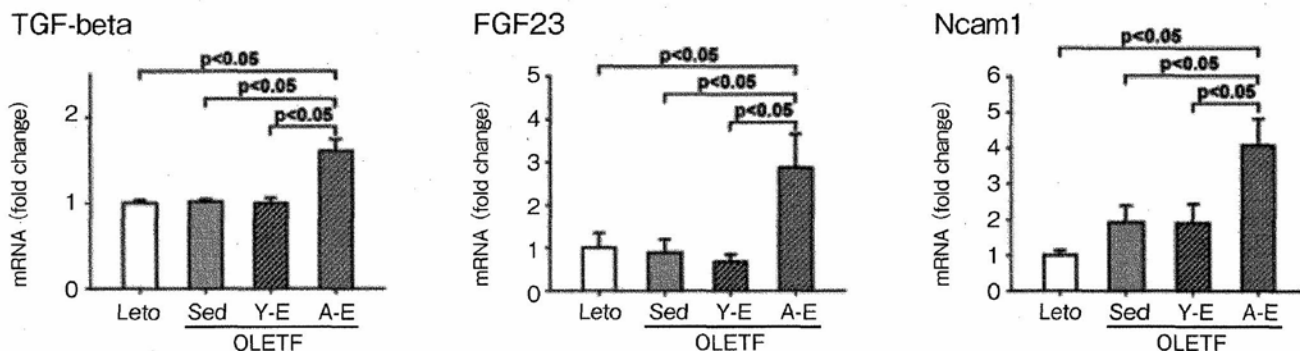 TGF-beta
p<0.05
p<0.05
p<0.05
mRNA (fold change)
2
1
0
Leto Sed Y-E A-E
OLETF
FGF23
p<0.05
p<0.05
p<0.05
mRNA (fold change)
5
4
3
2
1
0
Leto Sed Y-E A-E
OLETF
Ncam1
p<0.05
p<0.05
p<0.05
mRNA (fold change)
6
5
4
2
1
0
Leto Sed Y-E A-E
OLETF